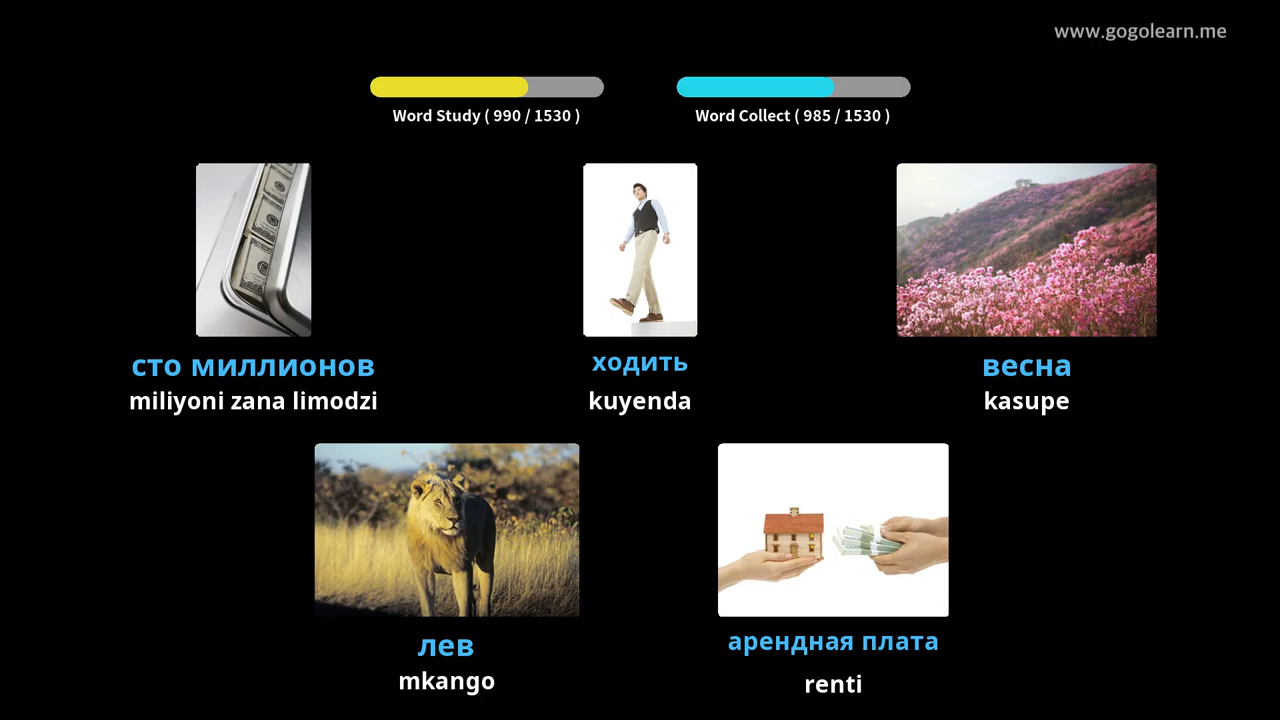 www.gogolearn.me
Word Study ( 990 / 1530 )
Word Collect ( 985 / 1530 )
сто миллионов
miliyoni zana limodzi
ходить
kuyenda
весна
kasupe
лев
mkango
арендная плата
renti